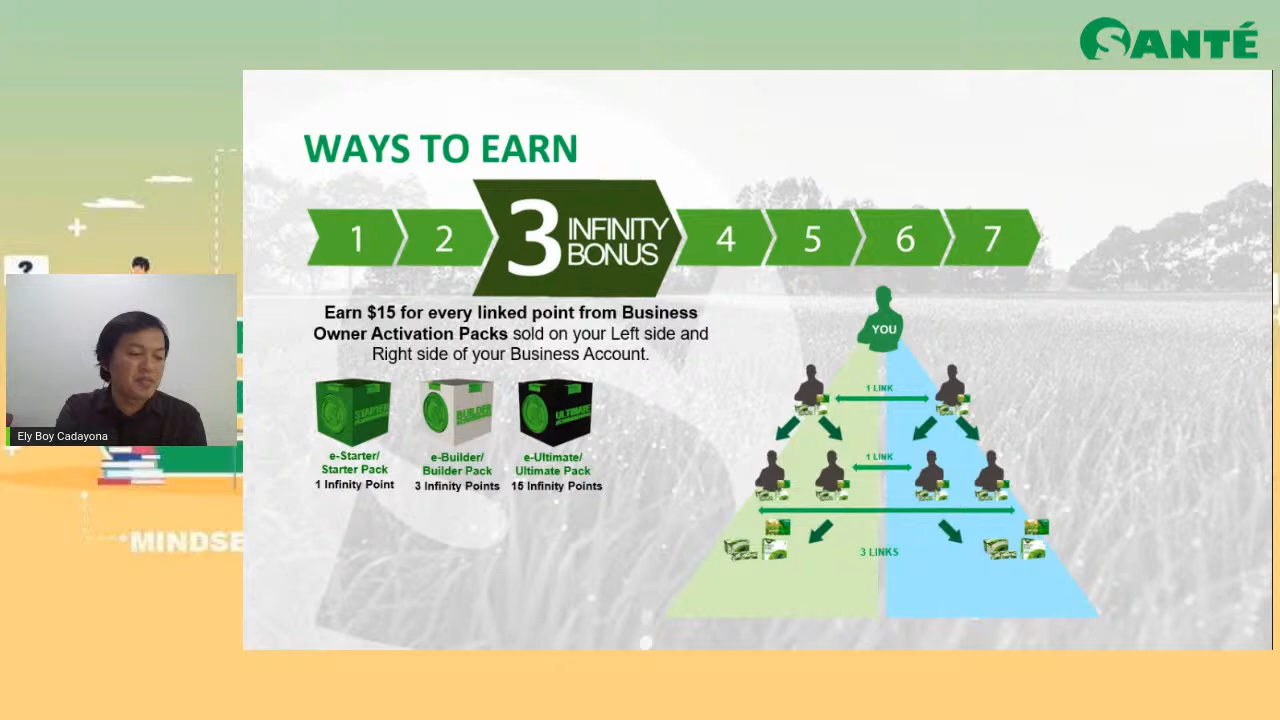 SANTÉ
WAYS TO EARN
1
2
3
INFINITY
BONUS
4
5
6
7
Earn $15 for every linked point from Business
Owner Activation Packs sold on your Left side and
Right side of your Business Account.
STARTER
BUILDER
ULTIMATE
e-Starter/
Starter Pack
1 Infinity Point
e-Builder/
Builder Pack
3 Infinity Points
e-Ultimate/
Ultimate Pack
15 Infinity Points
YOU
1 LINK
1 LINK
3 LINKS
?
Ely Boy Cadayona
MINDSE